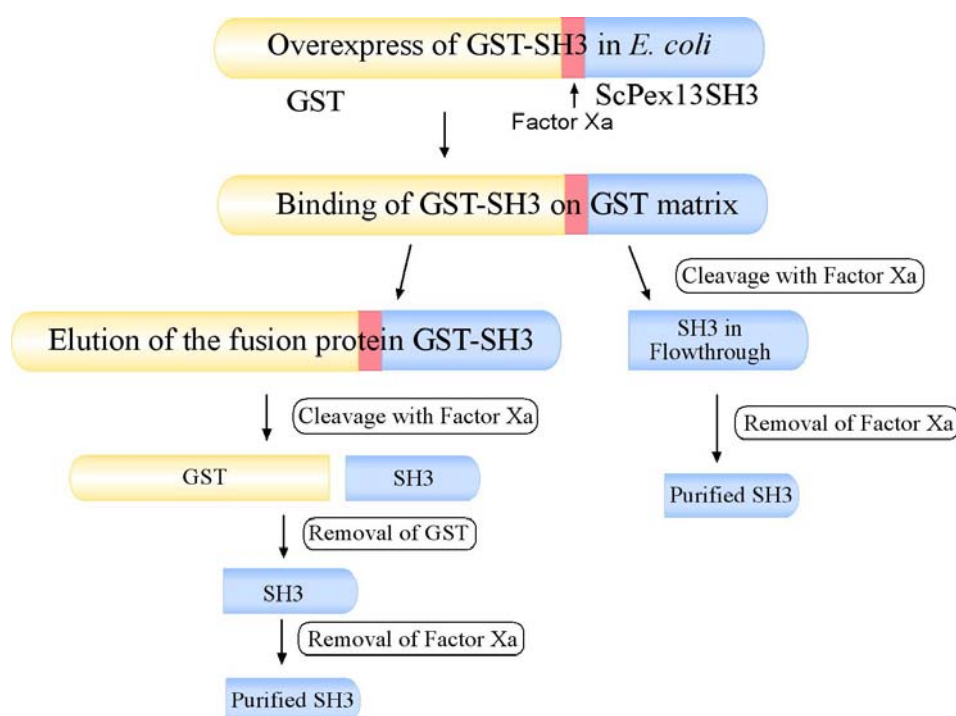 Overexpress of GST-SH3 in E. coli
GST
ScPex13SH3
Factor Xa
Binding of GST-SH3 on GST matrix
Cleavage with Factor Xa
Elution of the fusion protein GST-SH3
SH3 in
Flowthrough
Cleavage with Factor Xa
Removal of Factor Xa
GST
SH3
Purified SH3
Removal of GST
SH3
Removal of Factor Xa
Purified SH3